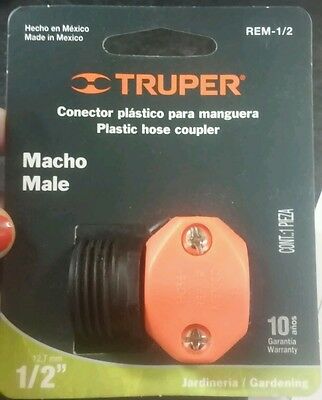 Hecho en México
Made in Mexico
REM-1/2
TRUPER®
Conector plástico para manguera
Plastic hose coupler
Macho
Male
CONT.: 1 PIEZA
10 años
Garantía
Warranty
12,7 mm
1/2"
Jardinería / Gardening